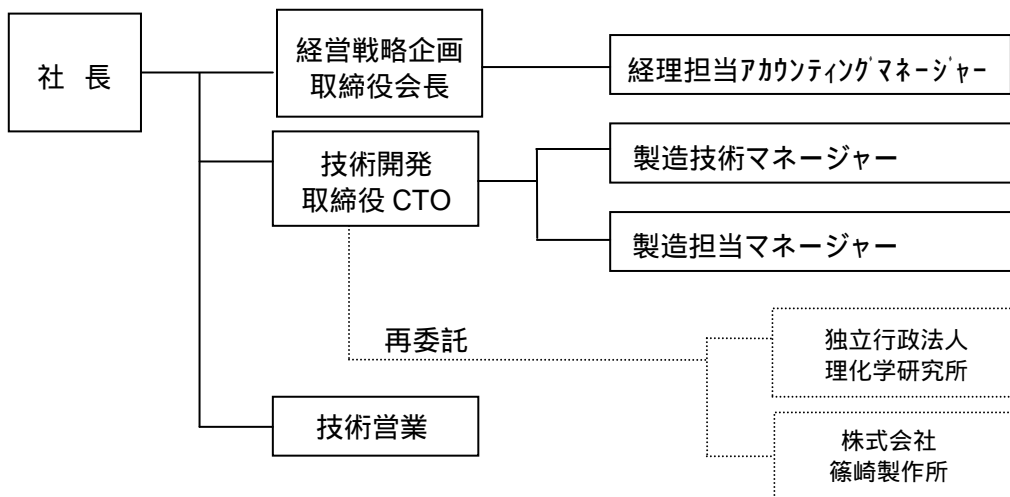 社 長
経営戦略企画
取締役会長
経理担当ｱｶｳﾝﾃｨﾝｸﾞﾏﾈｰｼﾞｬｰ
技術開発
取締役 CTO
製造技術マネージャー
製造担当マネージャー
再委託
独立行政法人
理化学研究所
技術営業
株式会社
篠崎製作所